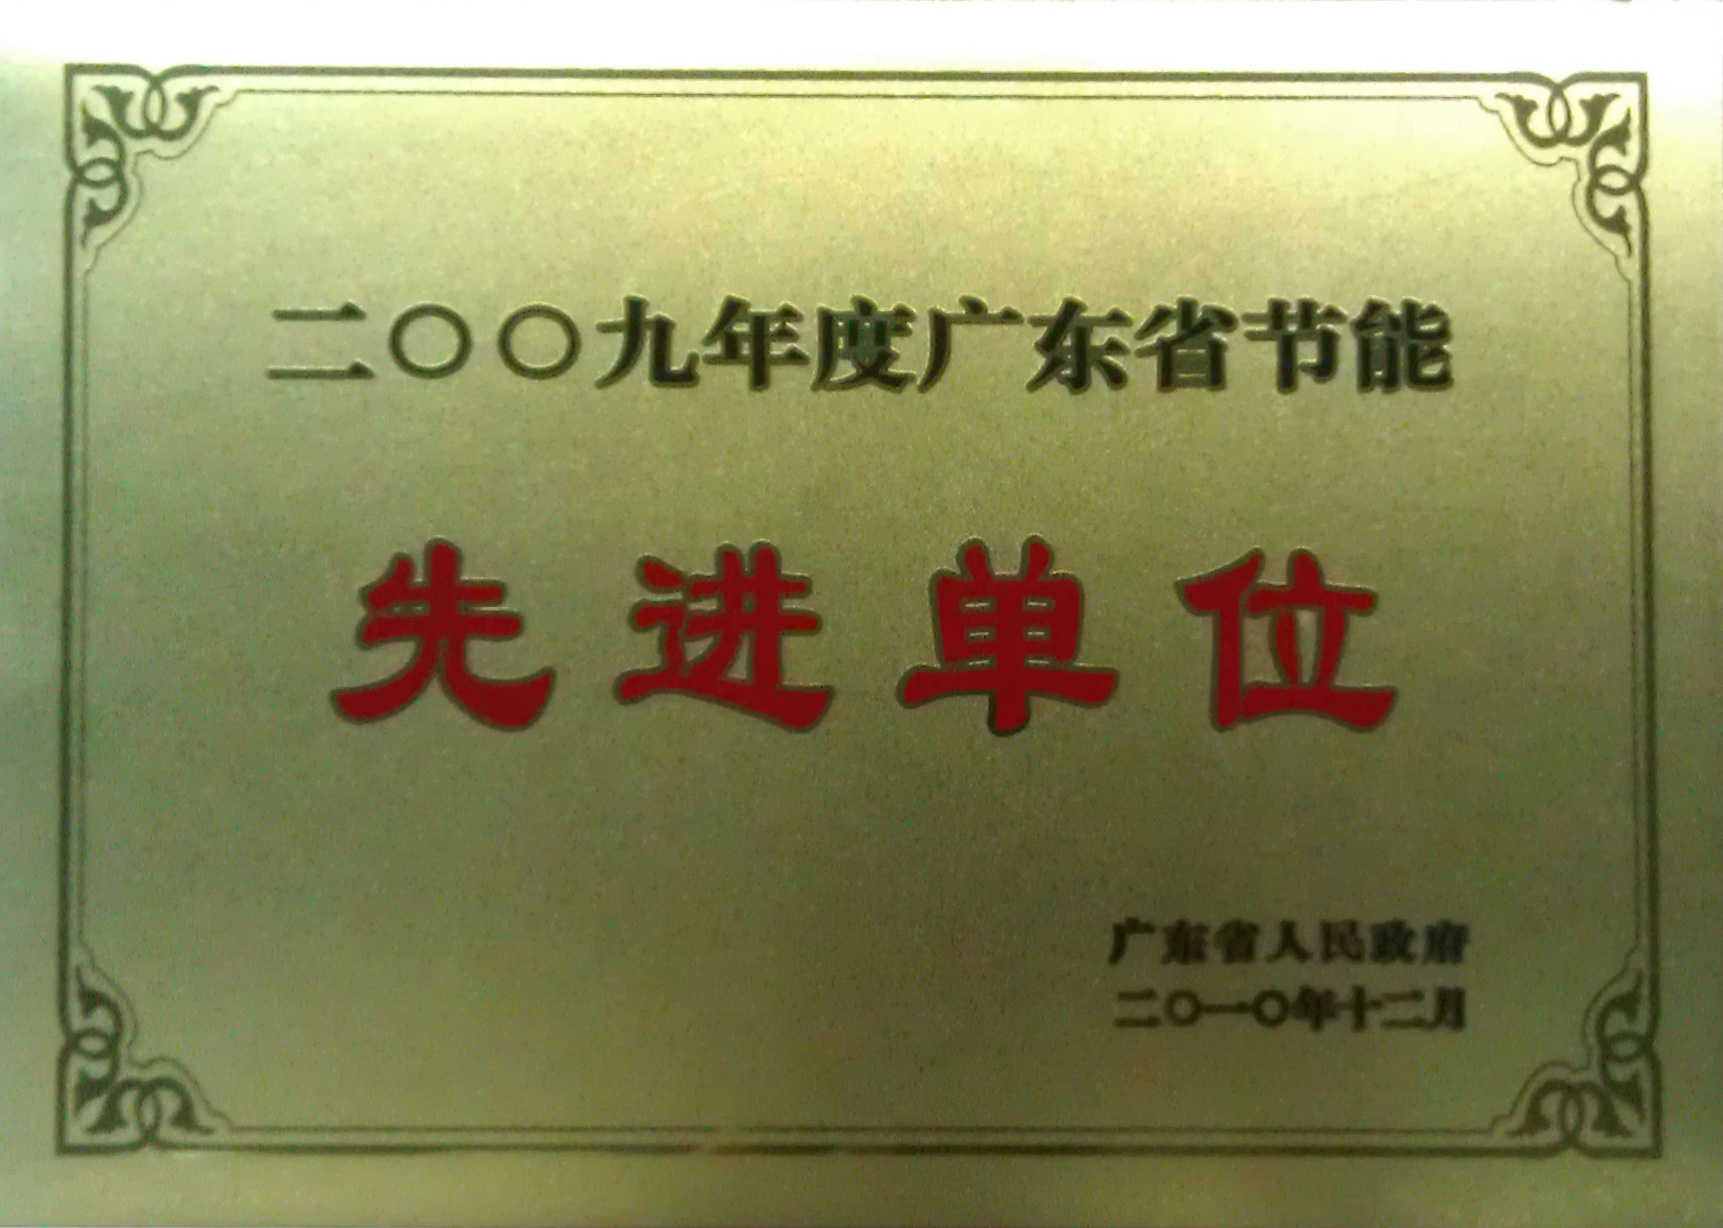 二〇〇九年度广东省节能
先进单位
广东省人民政府
二〇一〇年十二月